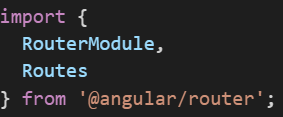 import {
  RouterModule,
  Routes
} from '@angular/router';